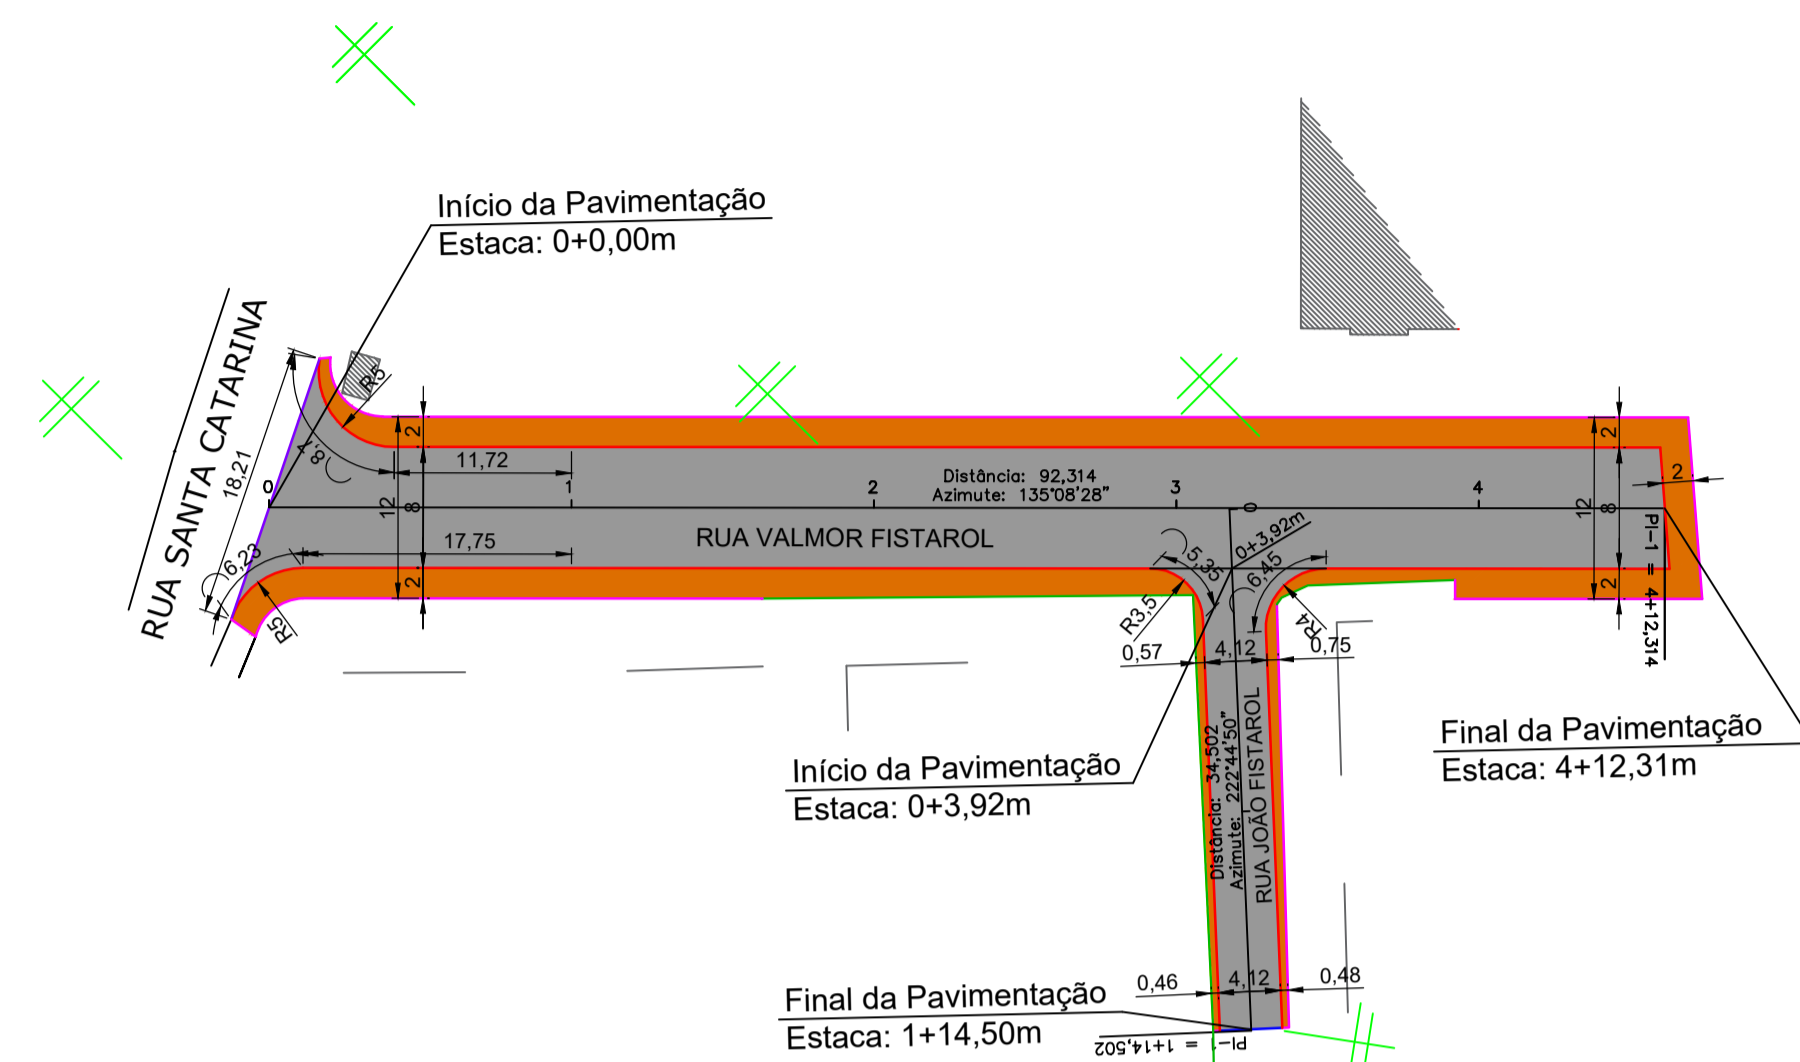 Início da Pavimentação
Estaca: 0+0,00m
RUA SANTA CATARINA
18,21
R5
8,7
2
12
8
2
11,72
17,75
6,23
R5
0
1
2
3
4
Distância: 92,314
Azimute: 135°08'28"
RUA VALMOR FISTAROL
0
0+3,92m
5,35
6,45
R3,5
R4
2
12
8
2
2
PI-1 = 4+12,314
0,57
4,12
0,75
Distância: 34,502
Azimute: 222°44'50"
RUA JOÃO FISTAROL
1
Início da Pavimentação
Estaca: 0+3,92m
Final da Pavimentação
Estaca: 4+12,31m
0,46
4,12
0,48
Final da Pavimentação
Estaca: 1+14,50m
PI-1 = 1+14,502